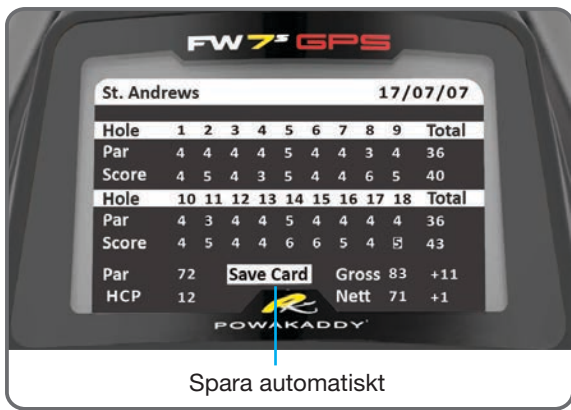 FW7s GPS
St. Andrews 17/07/07
Hole 1 2 3 4 5 6 7 8 9 Total
Par 4 4 4 4 5 4 4 3 4 36
Score 4 5 4 3 5 4 4 6 5 40
Hole 10 11 12 13 14 15 16 17 18 Total
Par 4 3 4 4 5 4 4 4 4 36
Score 4 5 4 4 6 6 5 4 5 43
Par 72 Save Card Gross 83 +11
HCP 12 Nett 71 +1
POWAKADDY
Spara automatiskt